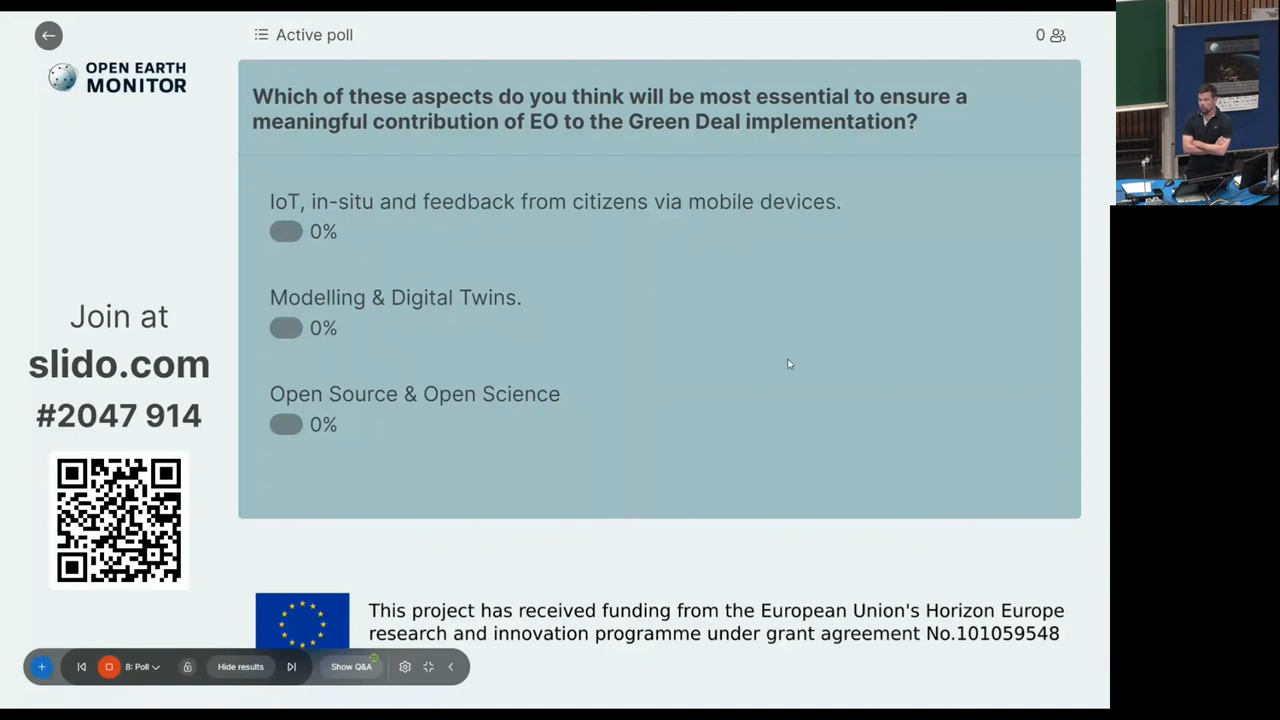 Active poll
0
OPEN EARTH
MONITOR
Which of these aspects do you think will be most essential to ensure a
meaningful contribution of EO to the Green Deal implementation?
IoT, in-situ and feedback from citizens via mobile devices.
0%
Modelling & Digital Twins.
0%
Open Source & Open Science
0%
Join at
slido.com
#2047 914
This project has received funding from the European Union's Horizon Europe
research and innovation programme under grant agreement No.101059548
8: Poll
Hide results
Show Q&A